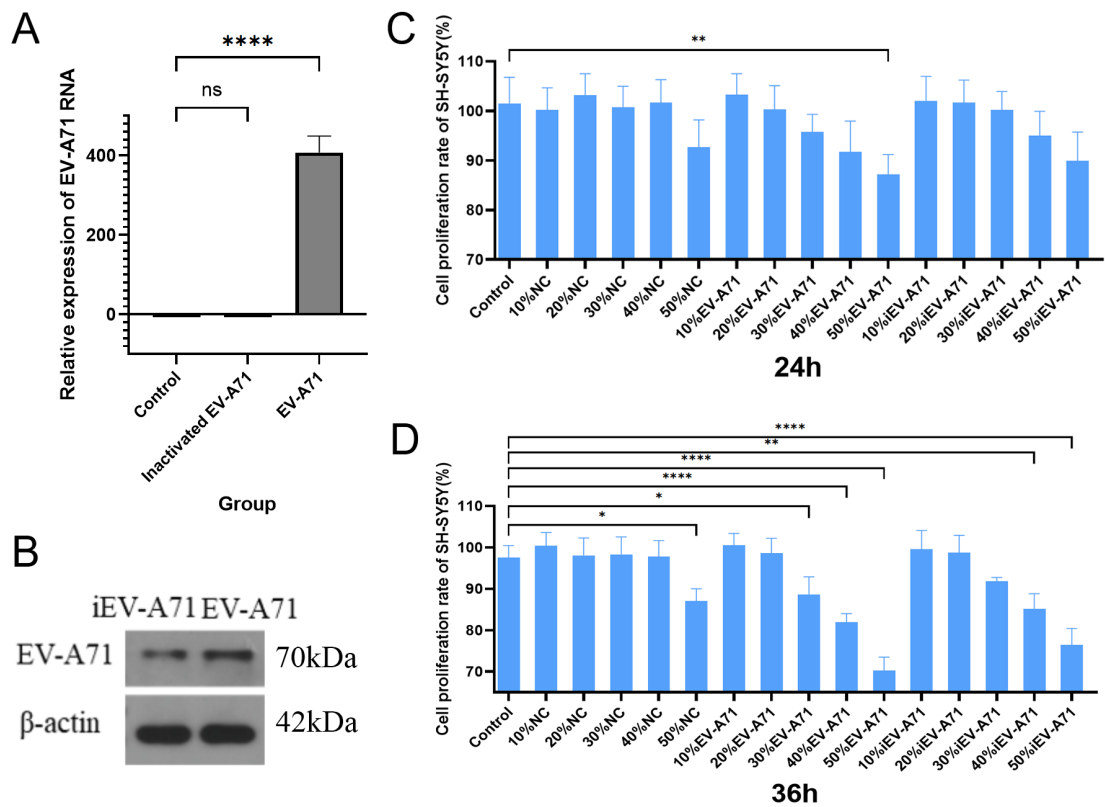 A
****
ns
Relative expression of EV-A71 RNA
400
200
0
Control
Inactivated EV-A71
EV-A71
Group
B
iEV-A71 EV-A71
EV-A71
70kDa
β-actin
42kDa
C
**
Cell proliferation rate of SH-SY5Y(%)
110
100
90
80
70
Control
10%NC
20%NC
30%NC
40%NC
50%NC
10%EV-A71
20%EV-A71
30%EV-A71
40%EV-A71
50%EV-A71
10%iEV-A71
20%iEV-A71
30%iEV-A71
40%iEV-A71
50%iEV-A71
24h
D
****
**
****
****
*
*
Cell proliferation rate of SH-SY5Y(%)
110
100
90
80
70
Control
10%NC
20%NC
30%NC
40%NC
50%NC
10%EV-A71
20%EV-A71
30%EV-A71
40%EV-A71
50%EV-A71
10%iEV-A71
20%iEV-A71
30%iEV-A71
40%iEV-A71
50%iEV-A71
36h